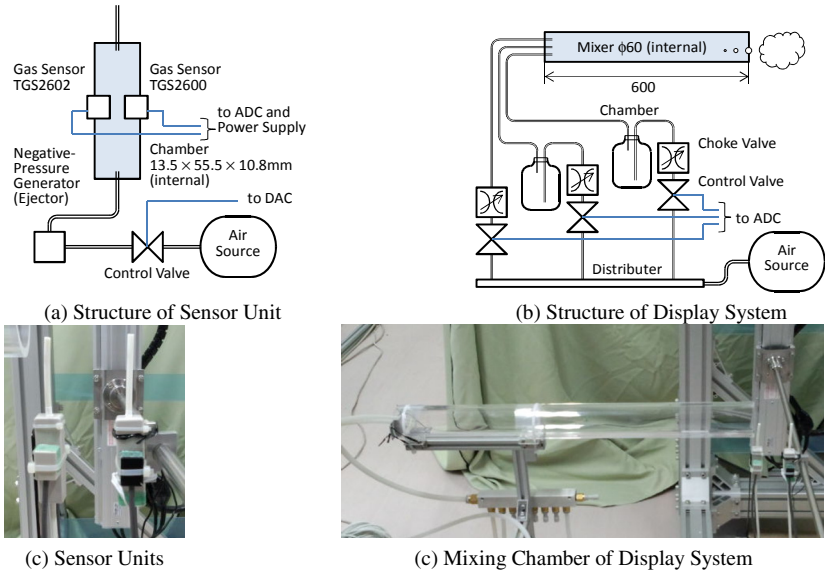 Gas Sensor
TGS2602
Gas Sensor
TGS2600
to ADC and
Power Supply
Negative-
Pressure
Generator
(Ejector)
Chamber
13.5 × 55.5 × 10.8mm
(internal)
to DAC
Air
Source
Control Valve
(a) Structure of Sensor Unit
Mixer ϕ60 (internal)
600
Chamber
Choke Valve
Control Valve
to ADC
Distributer
Air
Source
(b) Structure of Display System
(c) Sensor Units
(c) Mixing Chamber of Display System